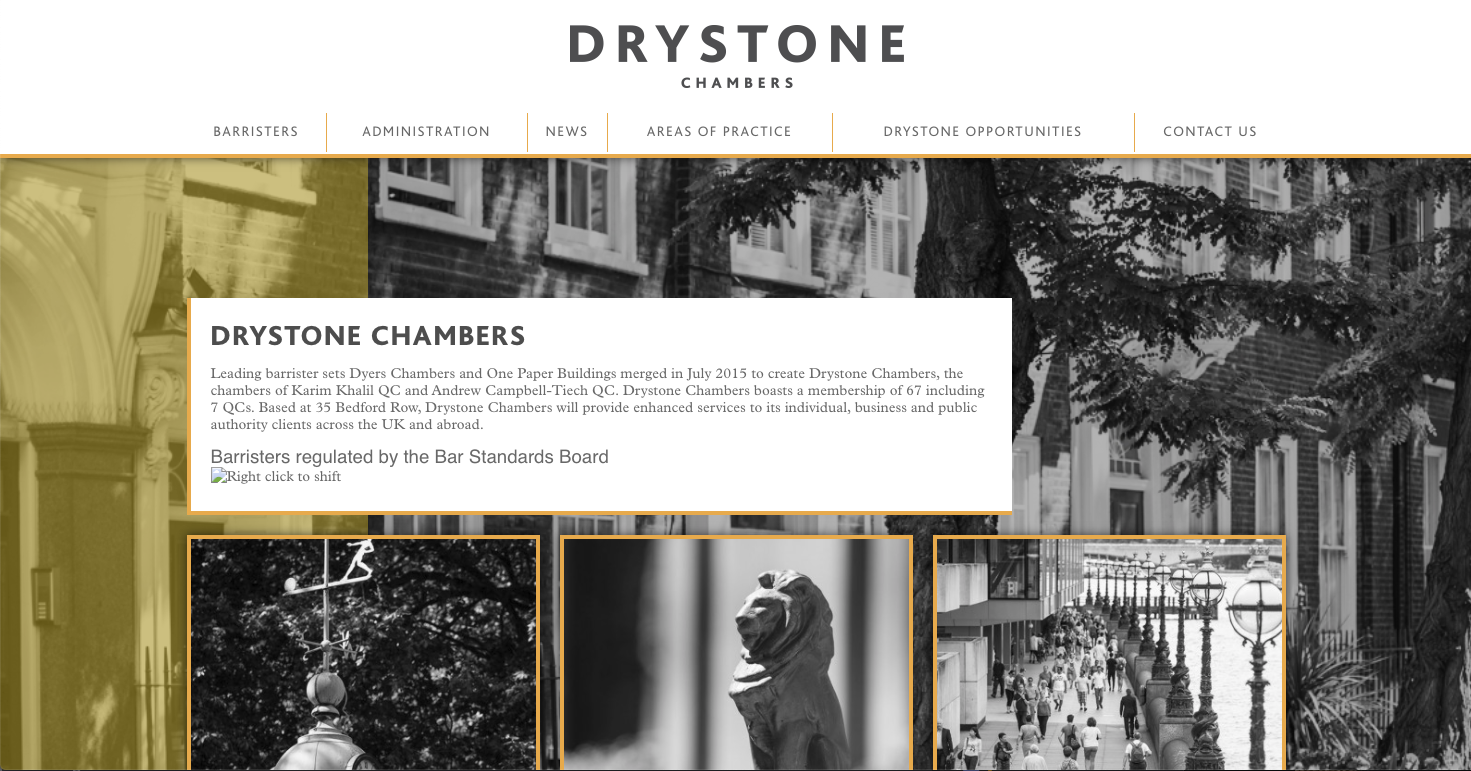 DRYSTONE
CHAMBERS
BARRISTERS
ADMINISTRATION
NEWS
AREAS OF PRACTICE
DRYSTONE OPPORTUNITIES
CONTACT US
DRYSTONE CHAMBERS
Leading barrister sets Dyers Chambers and One Paper Buildings merged in July 2015 to create Drystone Chambers, the
chambers of Karim Khalil QC and Andrew Campbell-Tiech QC. Drystone Chambers boasts a membership of 67 including
7 QCs. Based at 35 Bedford Row, Drystone Chambers will provide enhanced services to its individual, business and public
authority clients across the UK and abroad.
Barristers regulated by the Bar Standards Board
Right click to shift